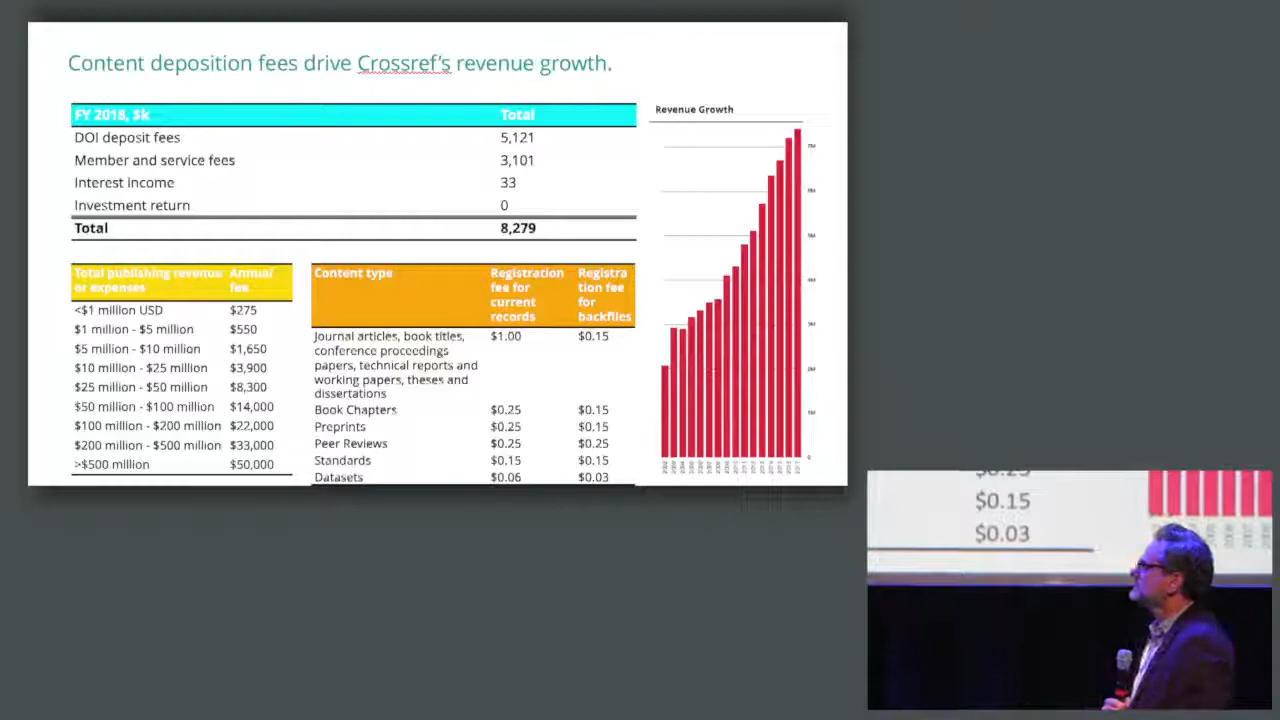 Content deposition fees drive Crossref's revenue growth.
FY 2018, $k Total
DOI deposit fees 5,121
Member and service fees 3,101
Interest income 33
Investment return 0
Total 8,279
Total publishing revenue or expenses Annual fee
<$1 million USD $275
$1 million - $5 million $550
$5 million - $10 million $1,650
$10 million - $25 million $3,900
$25 million - $50 million $8,300
$50 million - $100 million $14,000
$100 million - $200 million $22,000
$200 million - $500 million $33,000
>$500 million $50,000
Content type Registration fee for current records Registra tion fee for backfiles
Journal articles, book titles, $1.00 $0.15
conference proceedings
papers, technical reports and
working papers, theses and
dissertations
Book Chapters $0.25 $0.15
Preprints $0.25 $0.15
Peer Reviews $0.25 $0.25
Standards $0.15 $0.15
Datasets $0.06 $0.03
Revenue Growth
$0.15
$0.03